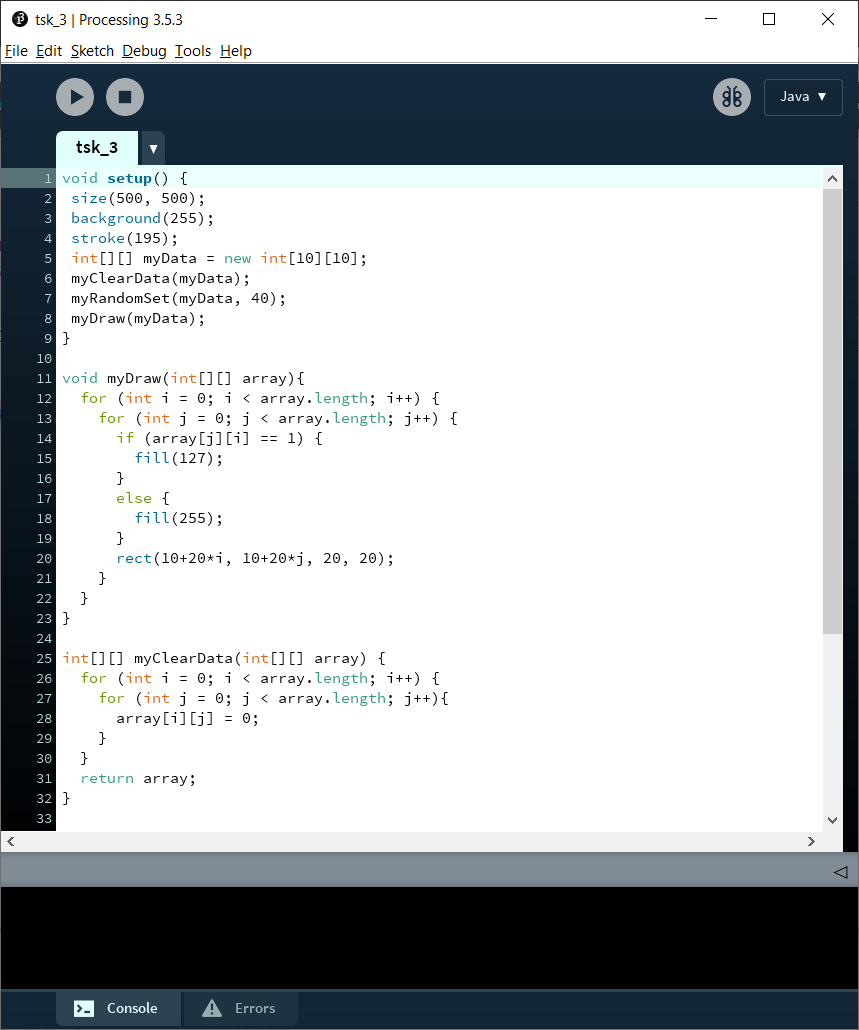 tsk_3 | Processing 3.5.3
File Edit Sketch Debug Tools Help
Java ▼
tsk_3 ▼
1 void setup() {
2  size(500, 500);
3  background(255);
4  stroke(195);
5  int[][] myData = new int[10][10];
6  myClearData(myData);
7  myRandomSet(myData, 40);
8  myDraw(myData);
9 }
10
11 void myDraw(int[][] array){
12   for (int i = 0; i < array.length; i++) {
13     for (int j = 0; j < array.length; j++) {
14       if (array[j][i] == 1) {
15         fill(127);
16       }
17       else {
18         fill(255);
19       }
20       rect(10+20*i, 10+20*j, 20, 20);
21     }
22   }
23 }
24
25 int[][] myClearData(int[][] array) {
26   for (int i = 0; i < array.length; i++) {
27     for (int j = 0; j < array.length; j++){
28       array[i][j] = 0;
29     }
30   }
31   return array;
32 }
33
Console Errors